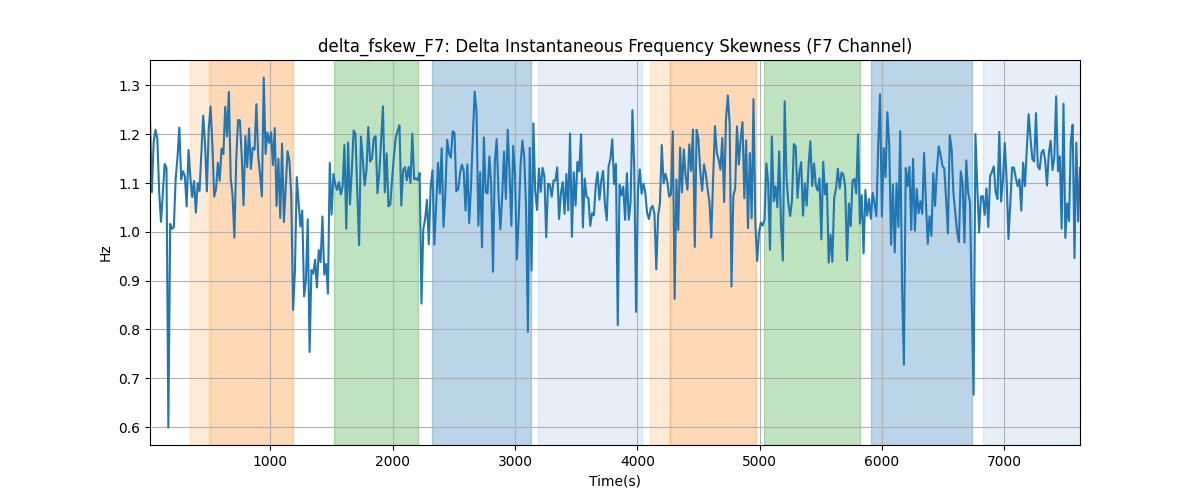 delta_fskew_F7: Delta Instantaneous Frequency Skewness (F7 Channel)
1.3
1.2
1.1
1.0
0.9
0.8
0.7
0.6
Hz
1000 2000 3000 4000 5000 6000 7000
Time(s)